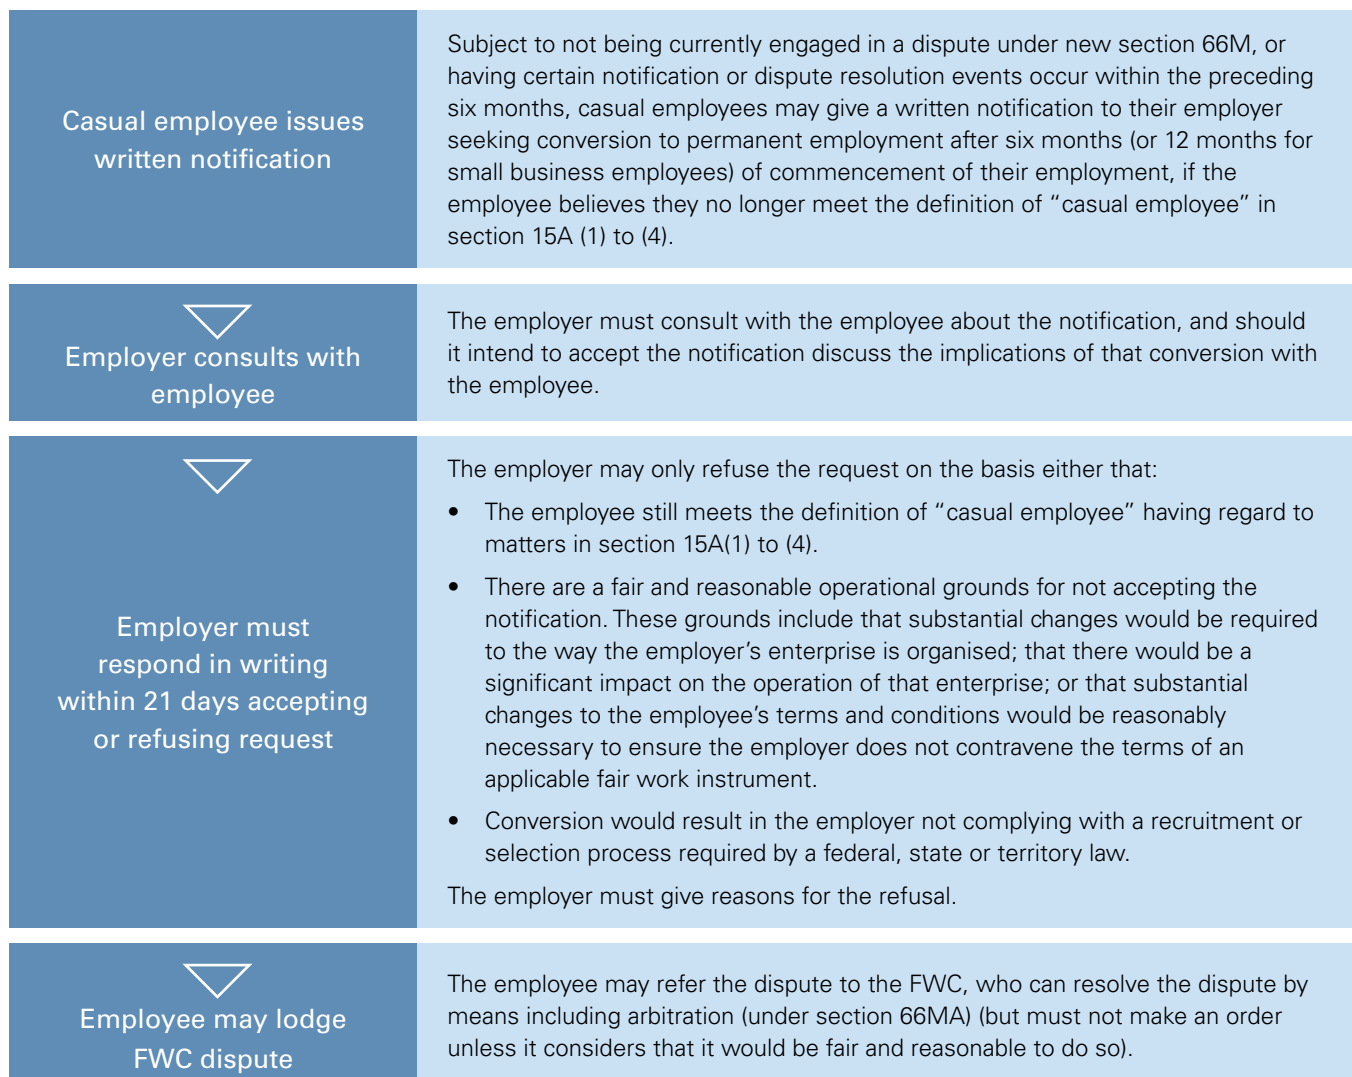 Casual employee issues
written notification
Subject to not being currently engaged in a dispute under new section 66M, or
having certain notification or dispute resolution events occur within the preceding
six months, casual employees may give a written notification to their employer
seeking conversion to permanent employment after six months (or 12 months for
small business employees) of commencement of their employment, if the
employee believes they no longer meet the definition of “casual employee” in
section 15A (1) to (4).
Employer consults with
employee
The employer must consult with the employee about the notification, and should
it intend to accept the notification discuss the implications of that conversion with
the employee.
Employer must
respond in writing
within 21 days accepting
or refusing request
The employer may only refuse the request on the basis either that:
• The employee still meets the definition of “casual employee” having regard to
matters in section 15A(1) to (4).
• There are a fair and reasonable operational grounds for not accepting the
notification. These grounds include that substantial changes would be required
to the way the employer’s enterprise is organised; that there would be a
significant impact on the operation of that enterprise; or that substantial
changes to the employee’s terms and conditions would be reasonably
necessary to ensure the employer does not contravene the terms of an
applicable fair work instrument.
• Conversion would result in the employer not complying with a recruitment or
selection process required by a federal, state or territory law.
The employer must give reasons for the refusal.
Employee may lodge
FWC dispute
The employee may refer the dispute to the FWC, who can resolve the dispute by
means including arbitration (under section 66MA) (but must not make an order
unless it considers that it would be fair and reasonable to do so).